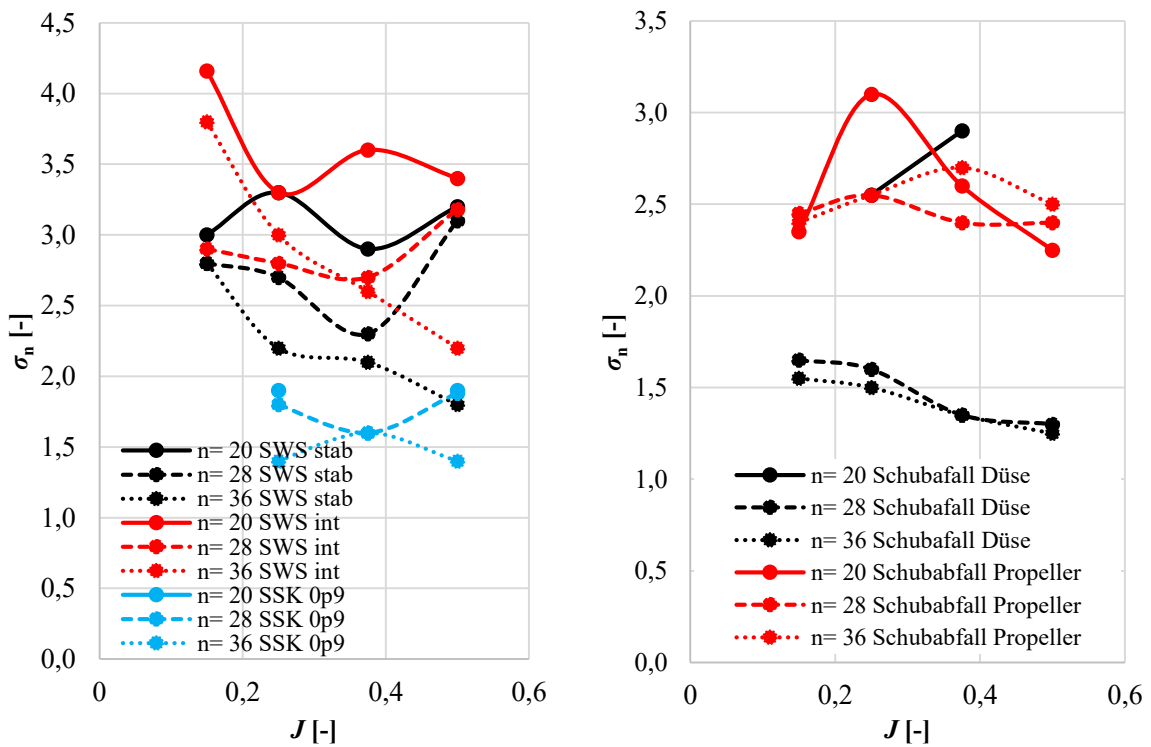 4,5
4,0
3,5
3,0
2,5
2,0
1,5
1,0
0,5
0,0
σn [-]
n= 20 SWS stab
n= 28 SWS stab
n= 36 SWS stab
n= 20 SWS int
n= 28 SWS int
n= 36 SWS int
n= 20 SSK 0p9
n= 28 SSK 0p9
n= 36 SSK 0p9
0 0,2 0,4 0,6
J [-]
3,5
3,0
2,5
2,0
1,5
1,0
0,5
0,0
σn [-]
n= 20 Schubafall Düse
n= 28 Schubafall Düse
n= 36 Schubafall Düse
n= 20 Schubabfall Propeller
n= 28 Schubabfall Propeller
n= 36 Schubabfall Propeller
0 0,2 0,4 0,6
J [-]